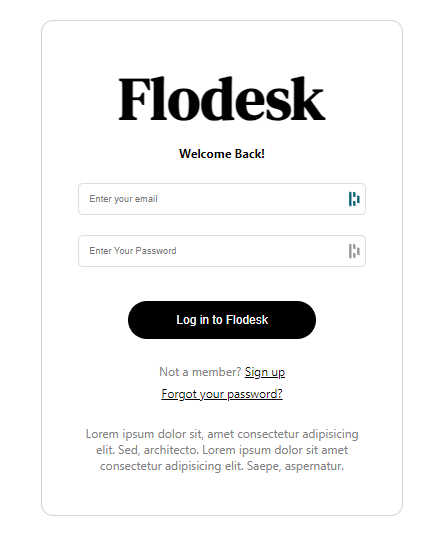 Flodesk
Welcome Back!
Enter your email
Enter Your Password
Log in to Flodesk
Not a member? Sign up
Forgot your password?
Lorem ipsum dolor sit, amet consectetur adipisicing
elit. Sed, architecto. Lorem ipsum dolor sit amet
consectetur adipisicing elit. Saepe, aspernatur.